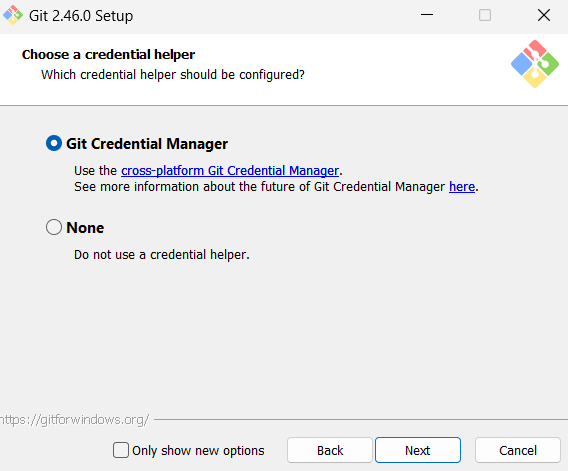 Git 2.46.0 Setup
Choose a credential helper
Which credential helper should be configured?
Git Credential Manager
Use the cross-platform Git Credential Manager.
See more information about the future of Git Credential Manager here.
None
Do not use a credential helper.
https://gitforwindows.org/
Only show new options
Back
Next
Cancel